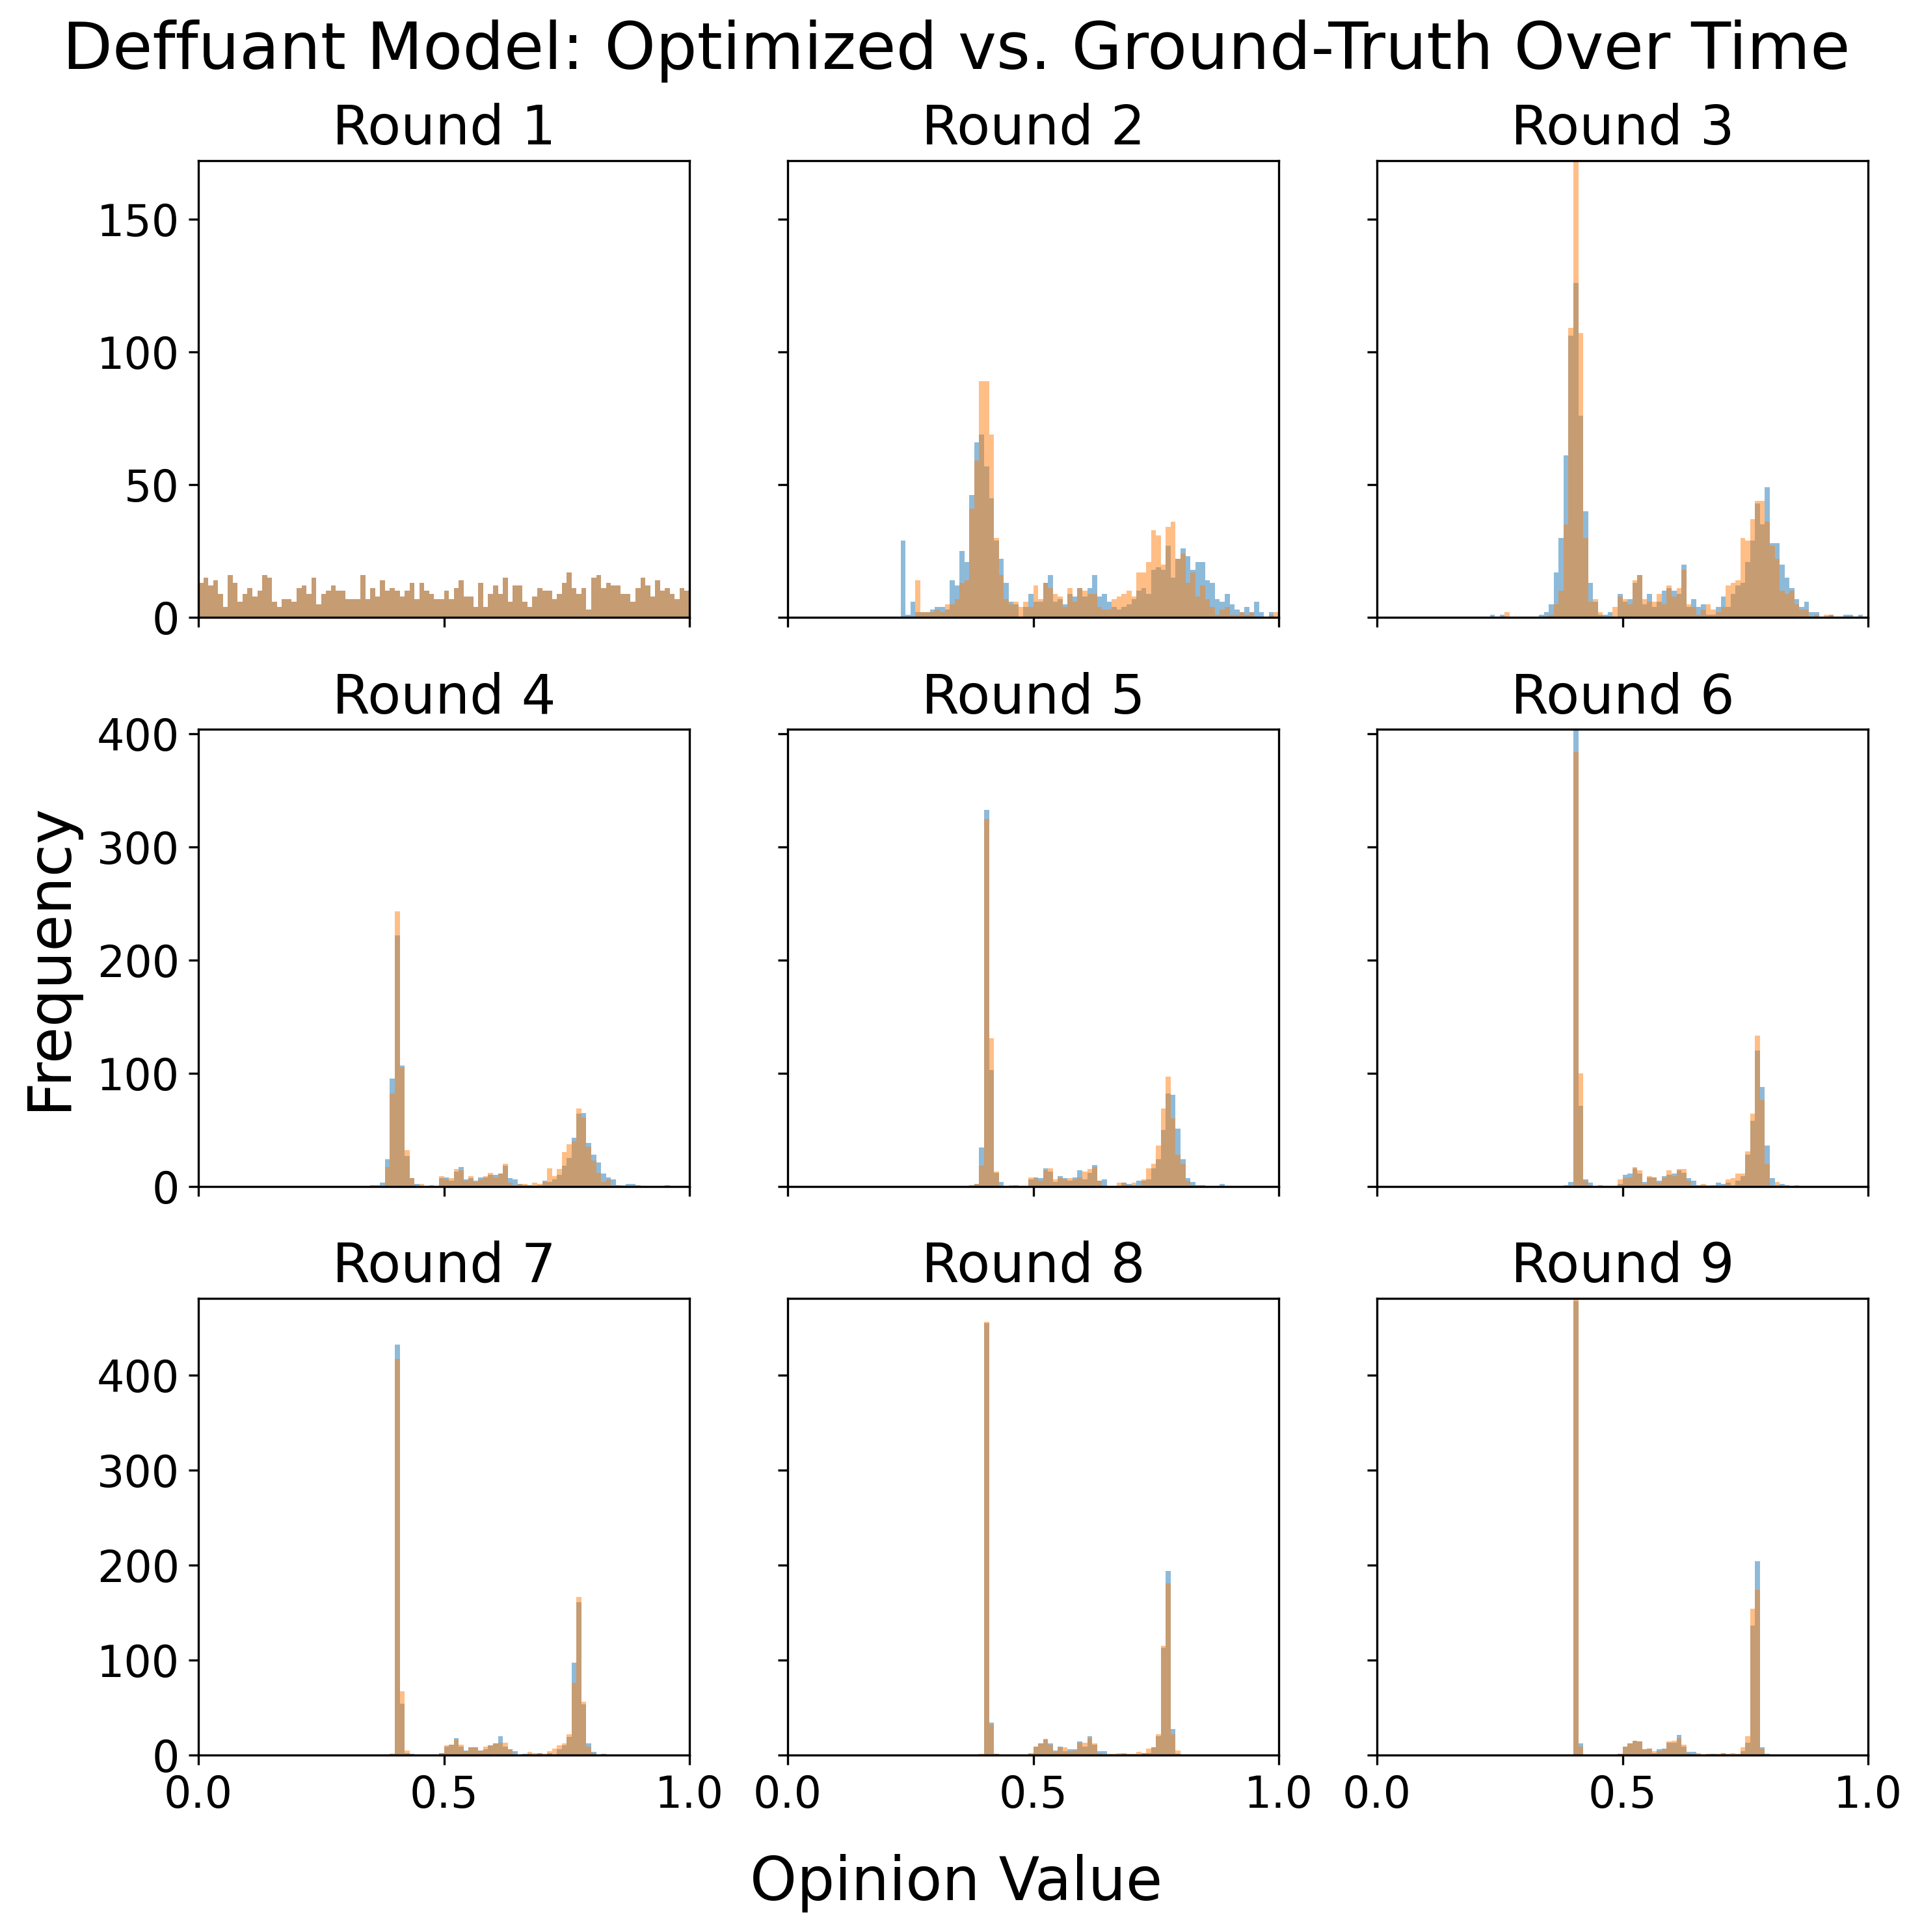 Deffuant Model: Optimized vs. Ground-Truth Over Time
Round 1
Round 2
Round 3
150
100
50
0
Round 4
Round 5
Round 6
400
300
200
100
0
Frequency
Round 7
Round 8
Round 9
400
300
200
100
0
0.0 0.5 1.0 0.0 0.5 1.0 0.0 0.5 1.0
Opinion Value